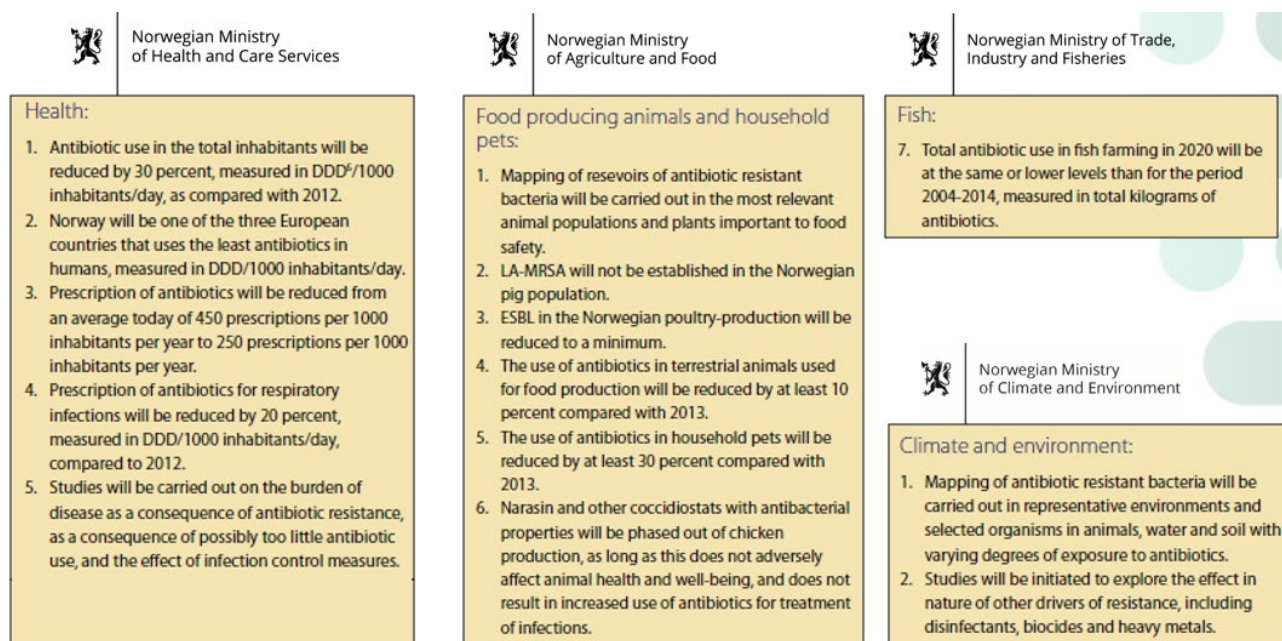 Norwegian Ministry
of Health and Care Services
Health:
1. Antibiotic use in the total inhabitants will be
reduced by 30 percent, measured in DDD⁶/1000
inhabitants/day, as compared with 2012.
2. Norway will be one of the three European
countries that uses the least antibiotics in
humans, measured in DDD/1000 inhabitants/day.
3. Prescription of antibiotics will be reduced from
an average today of 450 prescriptions per 1000
inhabitants per year to 250 prescriptions per 1000
inhabitants per year.
4. Prescription of antibiotics for respiratory
infections will be reduced by 20 percent,
measured in DDD/1000 inhabitants/day,
compared to 2012.
5. Studies will be carried out on the burden of
disease as a consequence of antibiotic resistance,
as a consequence of possibly too little antibiotic
use, and the effect of infection control measures.
Norwegian Ministry
of Agriculture and Food
Food producing animals and household
pets:
1. Mapping of resevoirs of antibiotic resistant
bacteria will be carried out in the most relevant
animal populations and plants important to food
safety.
2. LA-MRSA will not be established in the Norwegian
pig population.
3. ESBL in the Norwegian poultry-production will be
reduced to a minimum.
4. The use of antibiotics in terrestrial animals used
for food production will be reduced by at least 10
percent compared with 2013.
5. The use of antibiotics in household pets will be
reduced by at least 30 percent compared with
2013.
6. Narasin and other coccidiostats with antibacterial
properties will be phased out of chicken
production, as long as this does not adversely
affect animal health and well-being, and does not
result in increased use of antibiotics for treatment
of infections.
Norwegian Ministry of Trade,
Industry and Fisheries
Fish:
7. Total antibiotic use in fish farming in 2020 will be
at the same or lower levels than for the period
2004-2014, measured in total kilograms of
antibiotics.
Norwegian Ministry
of Climate and Environment
Climate and environment:
1. Mapping of antibiotic resistant bacteria will be
carried out in representative environments and
selected organisms in animals, water and soil with
varying degrees of exposure to antibiotics.
2. Studies will be initiated to explore the effect in
nature of other drivers of resistance, including
disinfectants, biocides and heavy metals.